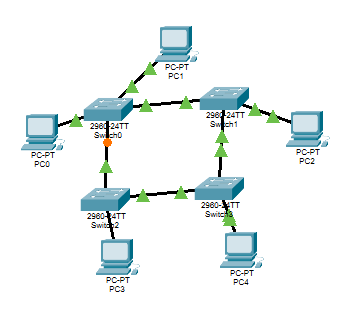 PC-PT
PC1
2960-24TT
Switch0
2960-24TT
Switch1
PC-PT
PC0
PC-PT
PC2
2960-24TT
Switch2
2960-24TT
Switch3
PC-PT
PC3
PC-PT
PC4